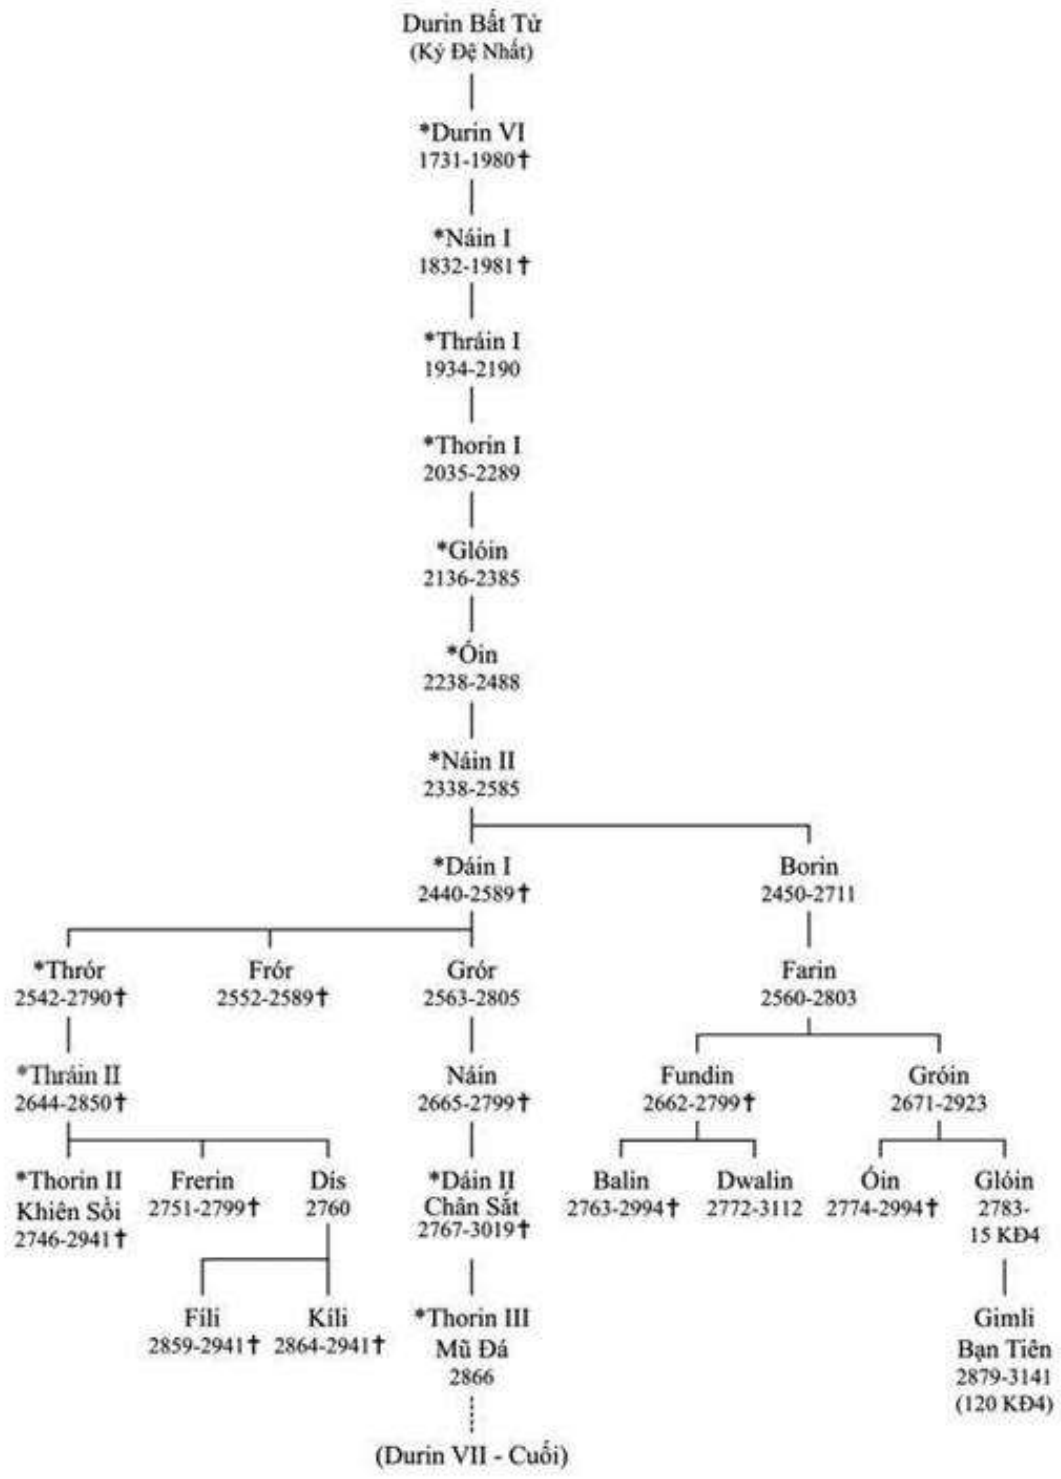 Durin Bất Tử
(Kỷ Đệ Nhất)
*Durin VI
1731-1980✝
*Náin I
1832-1981✝
*Thráin I
1934-2190
*Thorin I
2035-2289
*Glóin
2136-2385
*Óin
2238-2488
*Náin II
2338-2585
*Dáin I
2440-2589✝
Borin
2450-2711
*Thrór
2542-2790✝
Frór
2552-2589✝
Grór
2563-2805
Farin
2560-2803
*Thráin II
2644-2850✝
Náin
2665-2799✝
Fundin
2662-2799✝
Gróin
2671-2923
*Thorin II
Khiên Sồi
2746-2941✝
Frerin
2751-2799✝
Dis
2760
*Dáin II
Chân Sắt
2767-3019✝
Balin
2763-2994✝
Dwalin
2772-3112
Óin
2774-2994✝
Glóin
2783-
15 KĐ4
Fíli
2859-2941✝
Kíli
2864-2941✝
*Thorin III
Mũ Đá
2866
Gimli
Bạn Tiên
2879-3141
(120 KĐ4)
(Durin VII - Cuối)